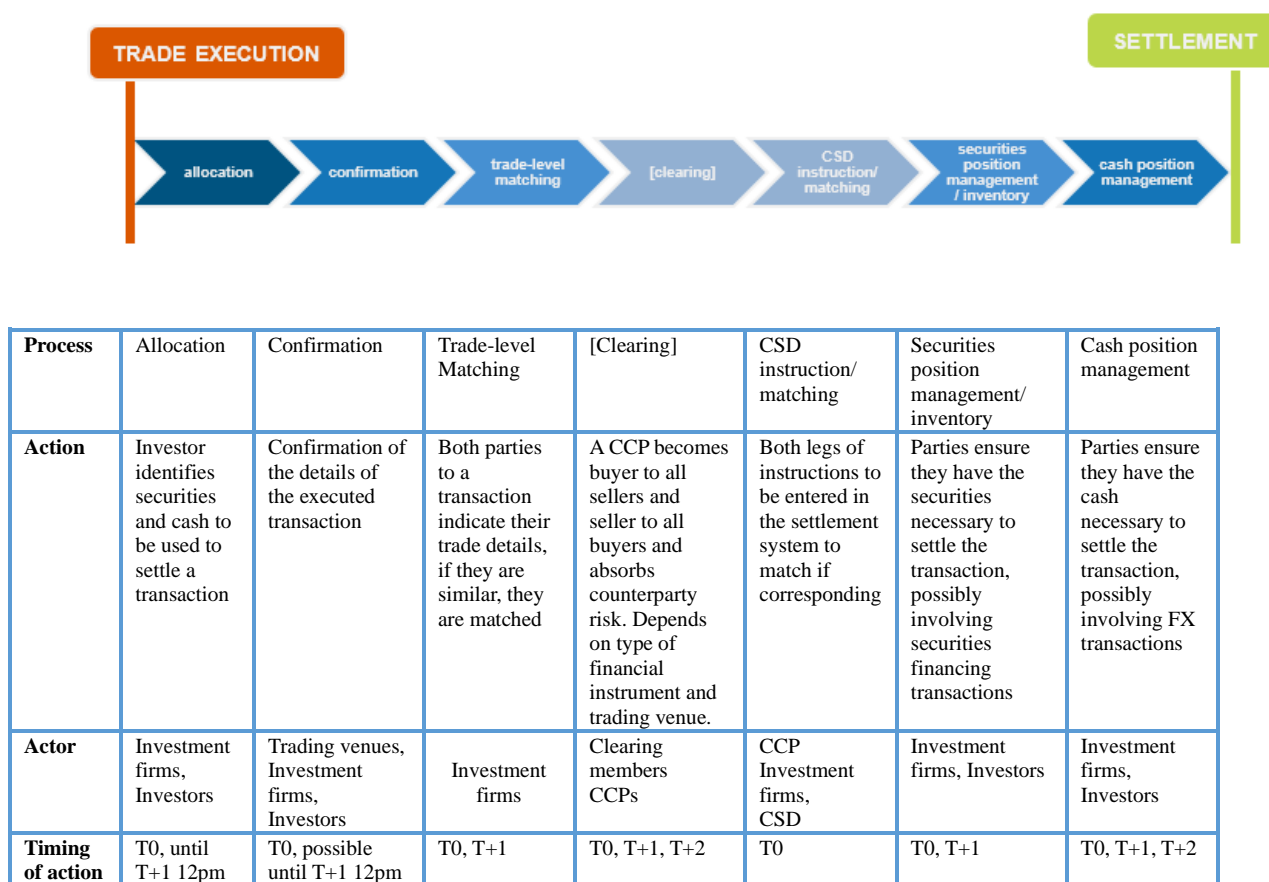 TRADE EXECUTION
SETTLEMENT
allocation
confirmation
trade-level
matching
[clearing]
CSD
instruction/
matching
securities
position
management
/ inventory
cash position
management
Process
Allocation
Confirmation
Trade-level
Matching
[Clearing]
CSD
instruction/
matching
Securities
position
management/
inventory
Cash position
management
Action
Investor
identifies
securities
and cash to
be used to
settle a
transaction
Confirmation of
the details of
the executed
transaction
Both parties
to a
transaction
indicate their
trade details,
if they are
similar, they
are matched
A CCP becomes
buyer to all
sellers and
seller to all
buyers and
absorbs
counterparty
risk. Depends
on type of
financial
instrument and
trading venue.
Both legs of
instructions to
be entered in
the settlement
system to
match if
corresponding
Parties ensure
they have the
securities
necessary to
settle the
transaction,
possibly
involving
securities
financing
transactions
Parties ensure
they have the
cash
necessary to
settle the
transaction,
possibly
involving FX
transactions
Actor
Investment
firms,
Investors
Trading venues,
Investment
firms,
Investors
Investment
firms
Clearing
members
CCPs
CCP
Investment
firms,
CSD
Investment
firms, Investors
Investment
firms,
Investors
Timing
of action
T0, until
T+1 12pm
T0, possible
until T+1 12pm
T0, T+1
T0, T+1, T+2
T0
T0, T+1
T0, T+1, T+2